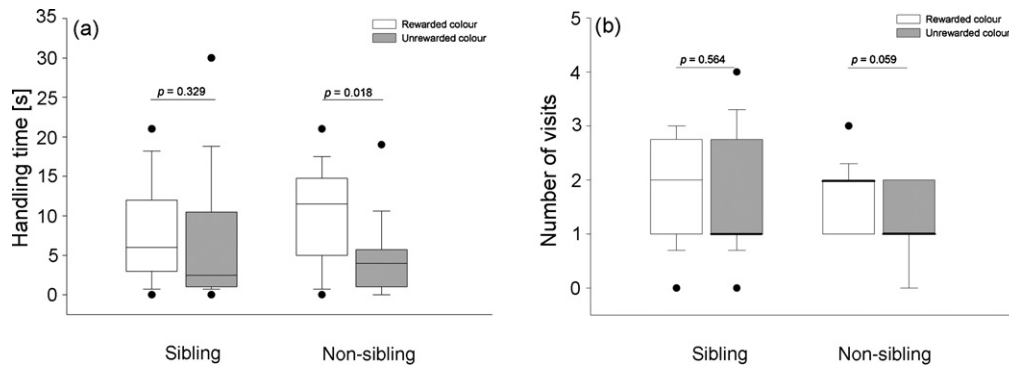 (a)
Rewarded colour
Unrewarded colour
Handling time [s]
35
30
25
20
15
10
5
0
p = 0.329
p = 0.018
Sibling
Non-sibling
(b)
Rewarded colour
Unrewarded colour
Number of visits
5
4
3
2
1
0
p = 0.564
p = 0.059
Sibling
Non-sibling